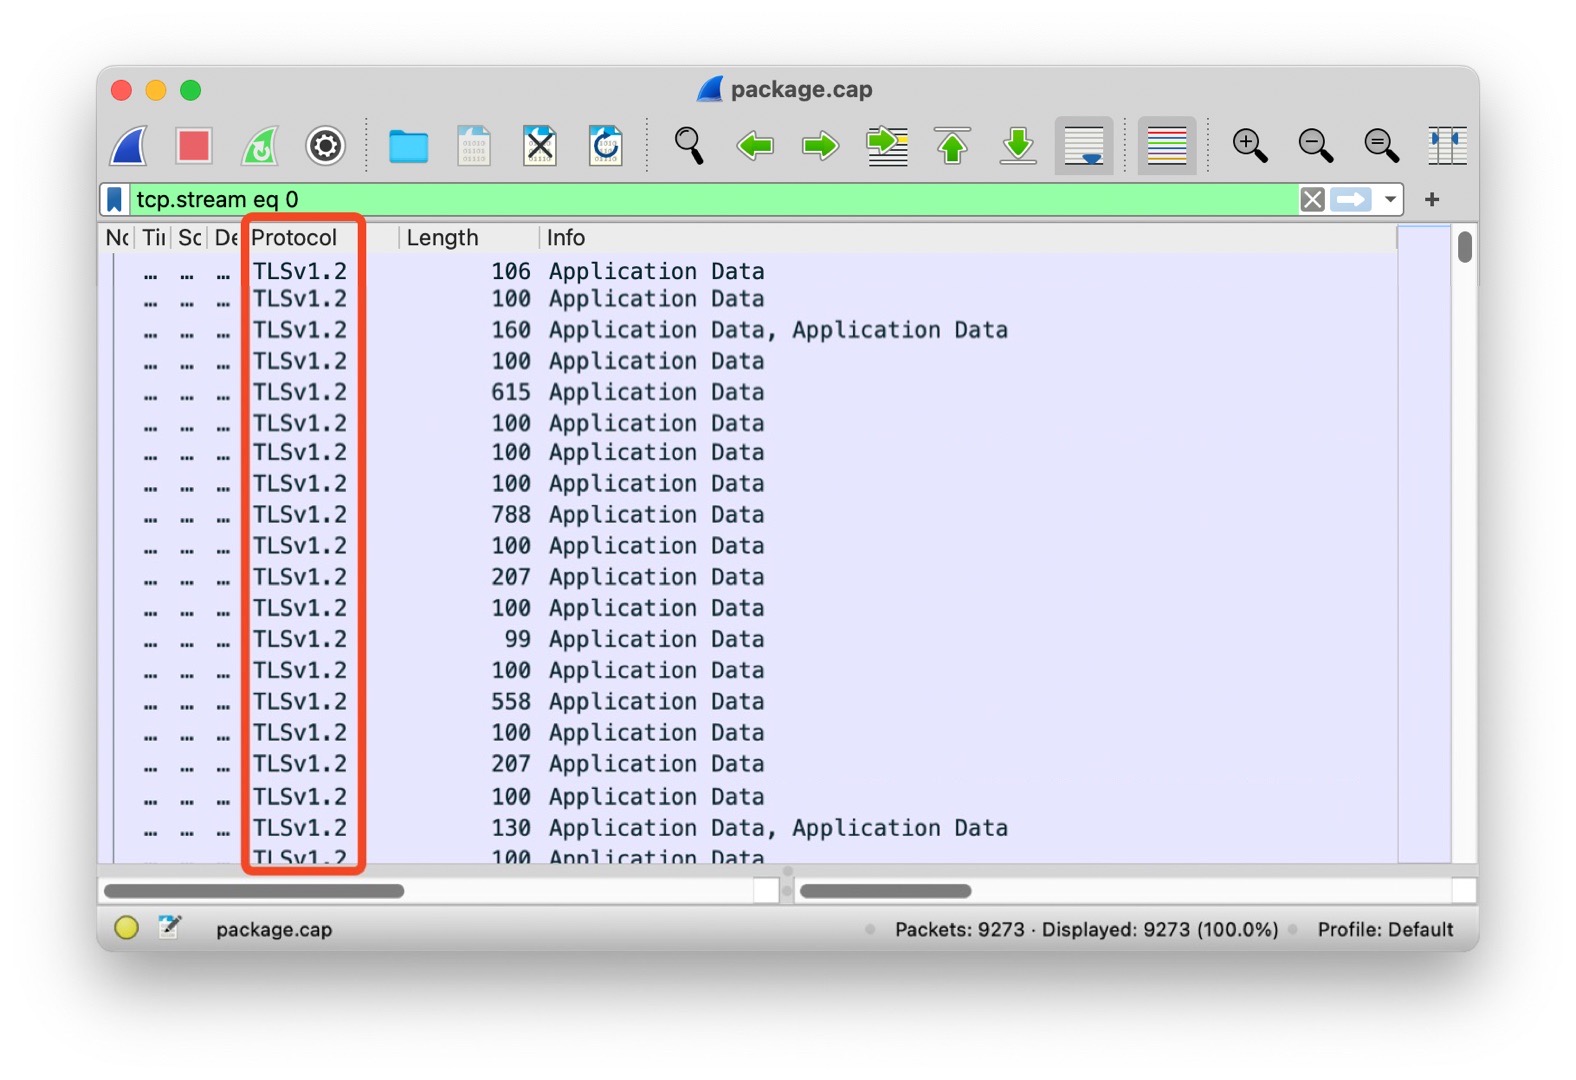 package.cap
tcp.stream eq 0
Protocol Length Info
… … … TLSv1.2 106 Application Data
… … … TLSv1.2 100 Application Data
… … … TLSv1.2 160 Application Data, Application Data
… … … TLSv1.2 100 Application Data
… … … TLSv1.2 615 Application Data
… … … TLSv1.2 100 Application Data
… … … TLSv1.2 100 Application Data
… … … TLSv1.2 100 Application Data
… … … TLSv1.2 788 Application Data
… … … TLSv1.2 100 Application Data
… … … TLSv1.2 207 Application Data
… … … TLSv1.2 100 Application Data
… … … TLSv1.2 99 Application Data
… … … TLSv1.2 100 Application Data
… … … TLSv1.2 558 Application Data
… … … TLSv1.2 100 Application Data
… … … TLSv1.2 207 Application Data
… … … TLSv1.2 100 Application Data
… … … TLSv1.2 130 Application Data, Application Data
… … … TLSv1.2 100 Application Data
package.cap Packets: 9273 · Displayed: 9273 (100.0%) Profile: Default